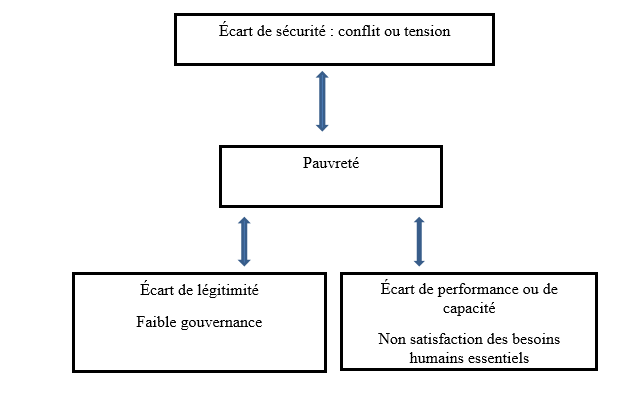 Écart de sécurité : conflit ou tension
Pauvreté
Écart de légitimité
Faible gouvernance
Écart de performance ou de
capacité
Non satisfaction des besoins
humains essentiels